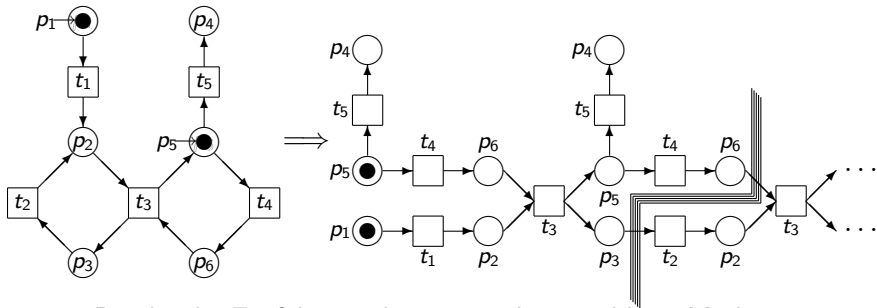 p1 p4 p4 p4
t1 t5 t5 t5
p2 p5 ⟹ p5 t4 p6 p5 t4 p6
t2 t3 t4 t3 t3 · · ·
p1 t1 p2 p3 t2 p2 · · ·
p3 p6